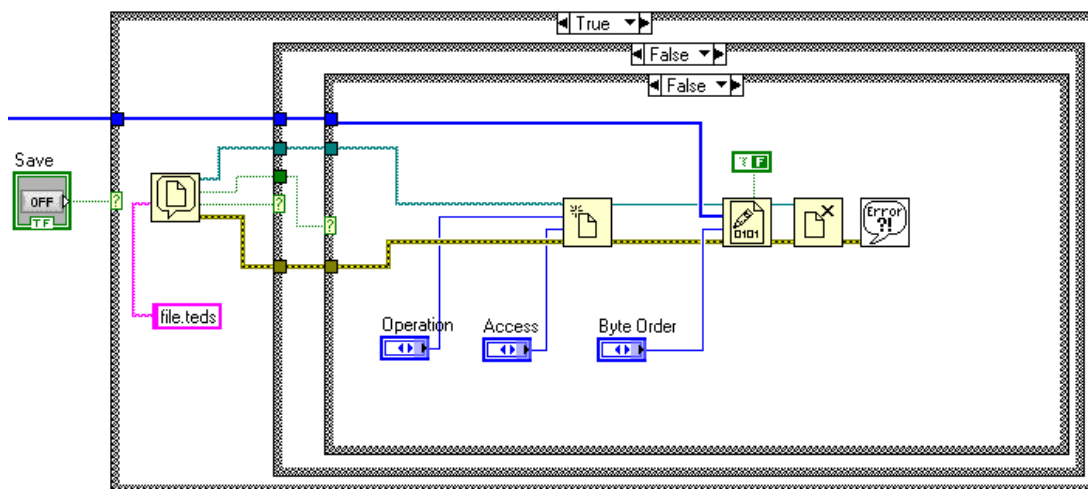 True
False
False
Save
OFF
TF
?
?
?
? F
0101
Error
?!
file.teds
Operation
Access
Byte Order